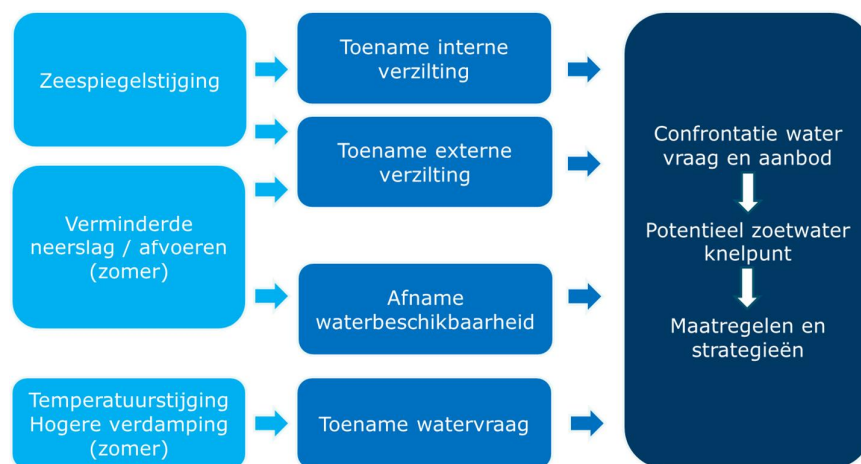 Zeespiegelstijging
Toename interne
verzilting
Toename externe
verzilting
Verminderde
neerslag / afvoeren
(zomer)
Afname
waterbeschikbaarheid
Temperatuurstijging
Hogere verdamping
(zomer)
Toename watervraag
Confrontatie water
vraag en aanbod
Potentieel zoetwater
knelpunt
Maatregelen en
strategieën